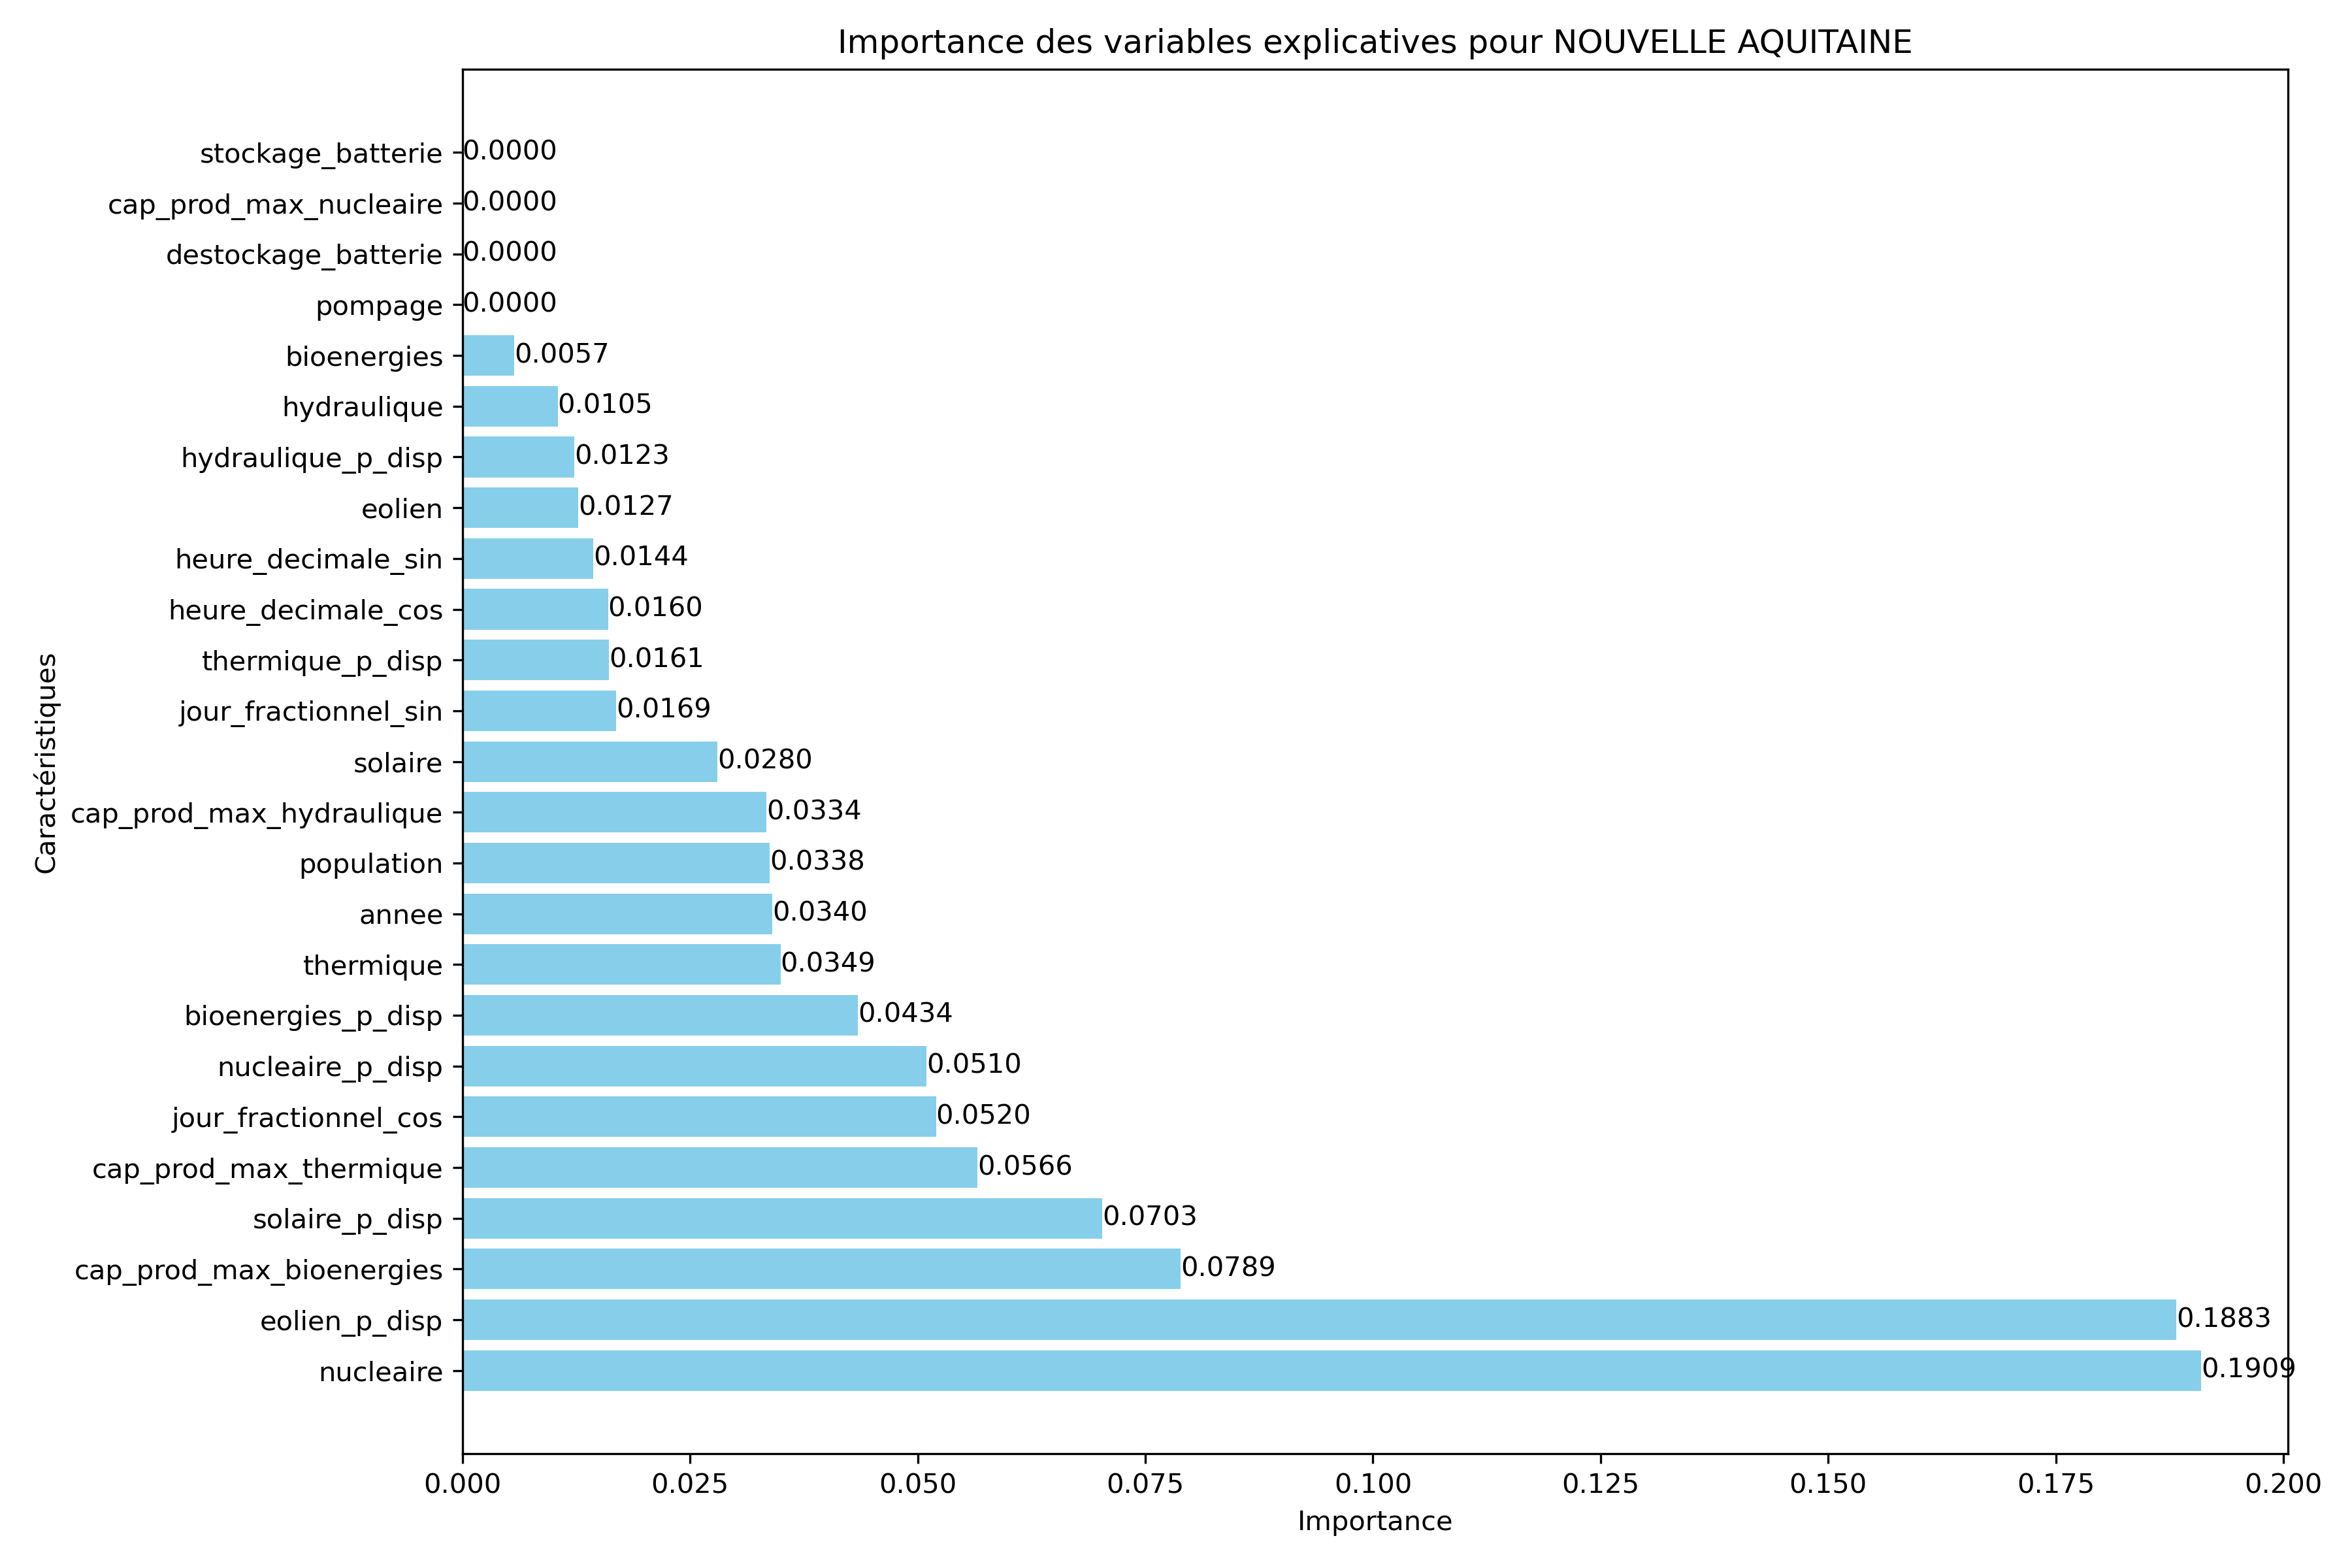 Importance des variables explicatives pour NOUVELLE AQUITAINE
Caractéristiques
stockage_batterie 0.0000
cap_prod_max_nucleaire 0.0000
destockage_batterie 0.0000
pompage 0.0000
bioenergies 0.0057
hydraulique 0.0105
hydraulique_p_disp 0.0123
eolien 0.0127
heure_decimale_sin 0.0144
heure_decimale_cos 0.0160
thermique_p_disp 0.0161
jour_fractionnel_sin 0.0169
solaire 0.0280
cap_prod_max_hydraulique 0.0334
population 0.0338
annee 0.0340
thermique 0.0349
bioenergies_p_disp 0.0434
nucleaire_p_disp 0.0510
jour_fractionnel_cos 0.0520
cap_prod_max_thermique 0.0566
solaire_p_disp 0.0703
cap_prod_max_bioenergies 0.0789
eolien_p_disp 0.1883
nucleaire 0.1909
0.000 0.025 0.050 0.075 0.100 0.125 0.150 0.175 0.200
Importance